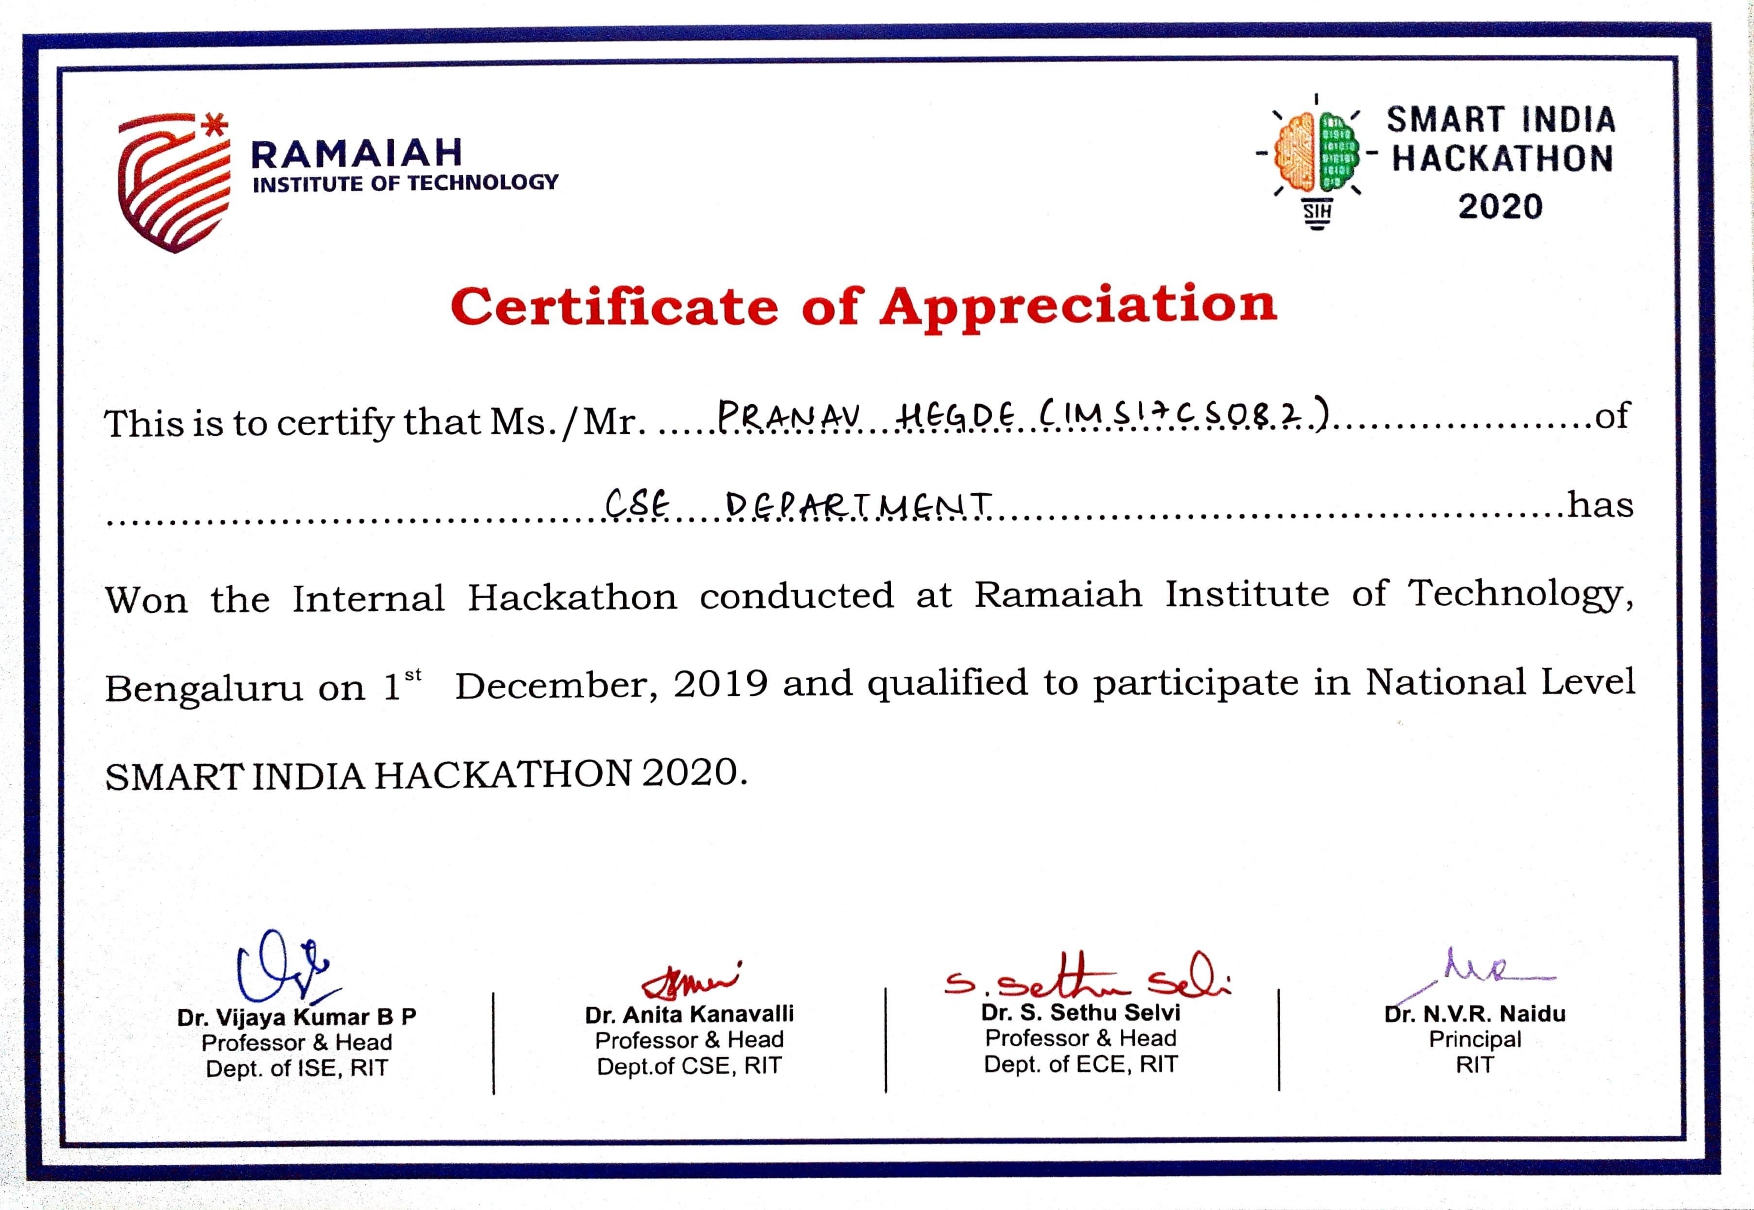 RAMAIAH
INSTITUTE OF TECHNOLOGY
SMART INDIA
HACKATHON
2020
SIH
Certificate of Appreciation
This is to certify that Ms./Mr. .....PRANAV HEGDE (1MS17CS082).....................of
.......................................CSE DEPARTMENT.............................................has
Won the Internal Hackathon conducted at Ramaiah Institute of Technology,
Bengaluru on 1st December, 2019 and qualified to participate in National Level
SMART INDIA HACKATHON 2020.
S. Sethu Selvi
Dr. Vijaya Kumar B P
Professor & Head
Dept. of ISE, RIT
Dr. Anita Kanavalli
Professor & Head
Dept.of CSE, RIT
Dr. S. Sethu Selvi
Professor & Head
Dept. of ECE, RIT
Dr. N.V.R. Naidu
Principal
RIT